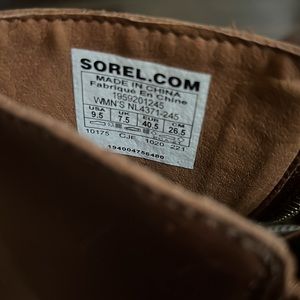 SOREL.COM
MADE IN CHINA
Fabriqué En Chine
1959201245
WMN'S NL4371-245
USA UK EUR CM
9.5 7.5 40.5 26.5
10175 CJE 1020 221
194004756480